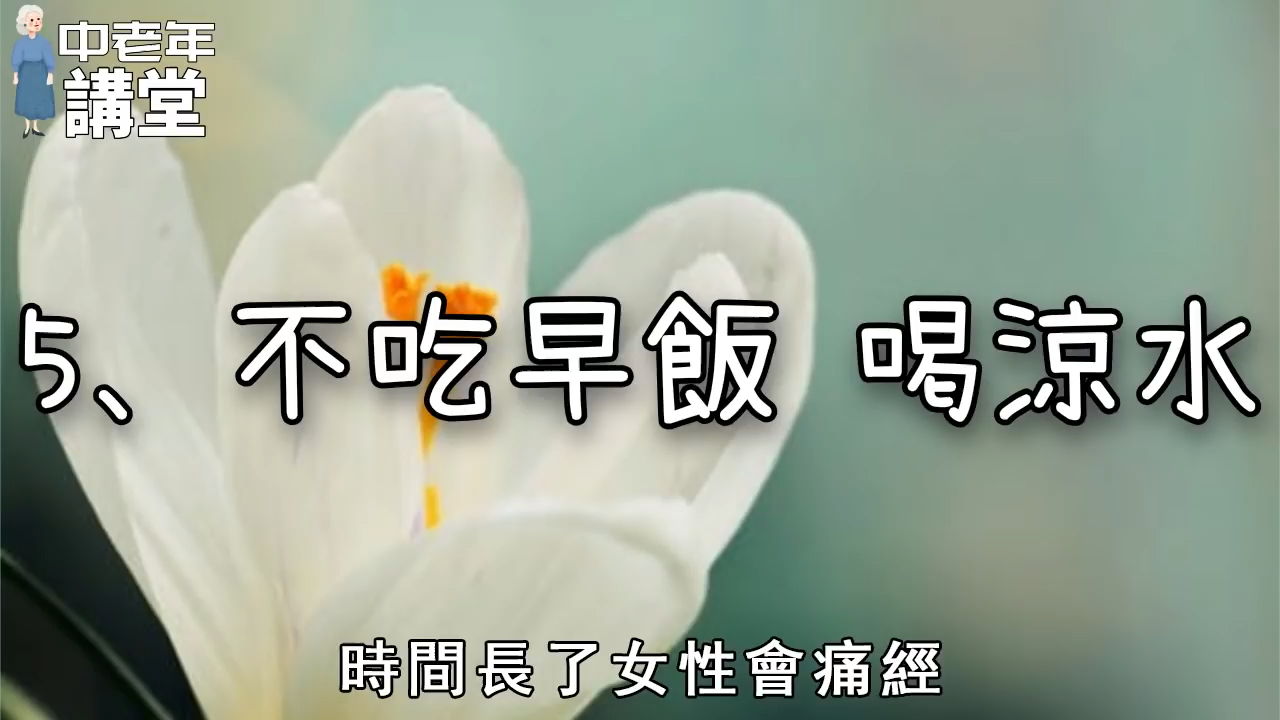 中老年
講堂
5、不吃早飯 喝涼水
時間長了女性會痛經